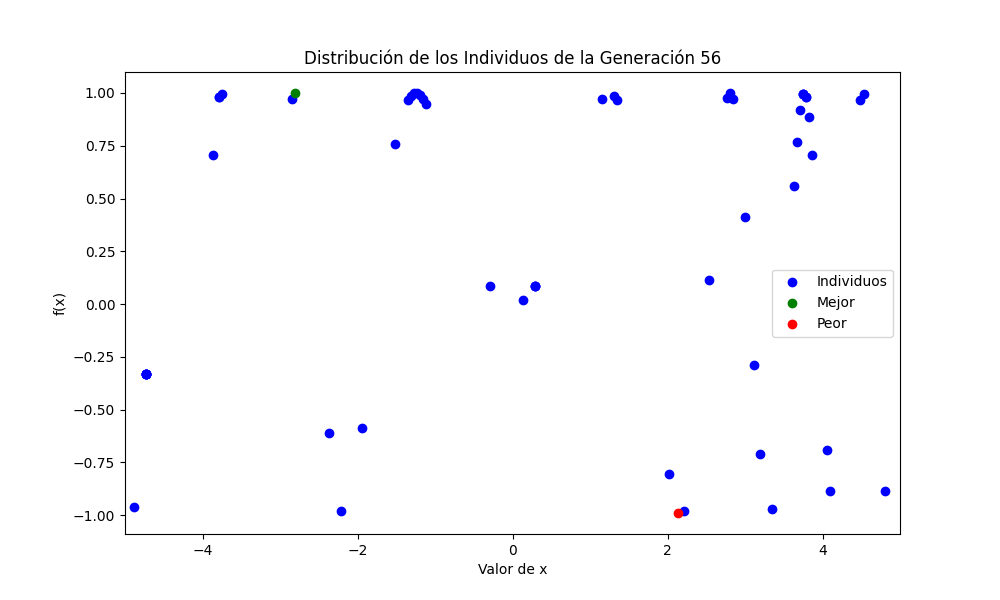 Distribución de los Individuos de la Generación 56
1.00
0.75
0.50
0.25
0.00
−0.25
−0.50
−0.75
−1.00
f(x)
Individuos
Mejor
Peor
−4 −2 0 2 4
Valor de x